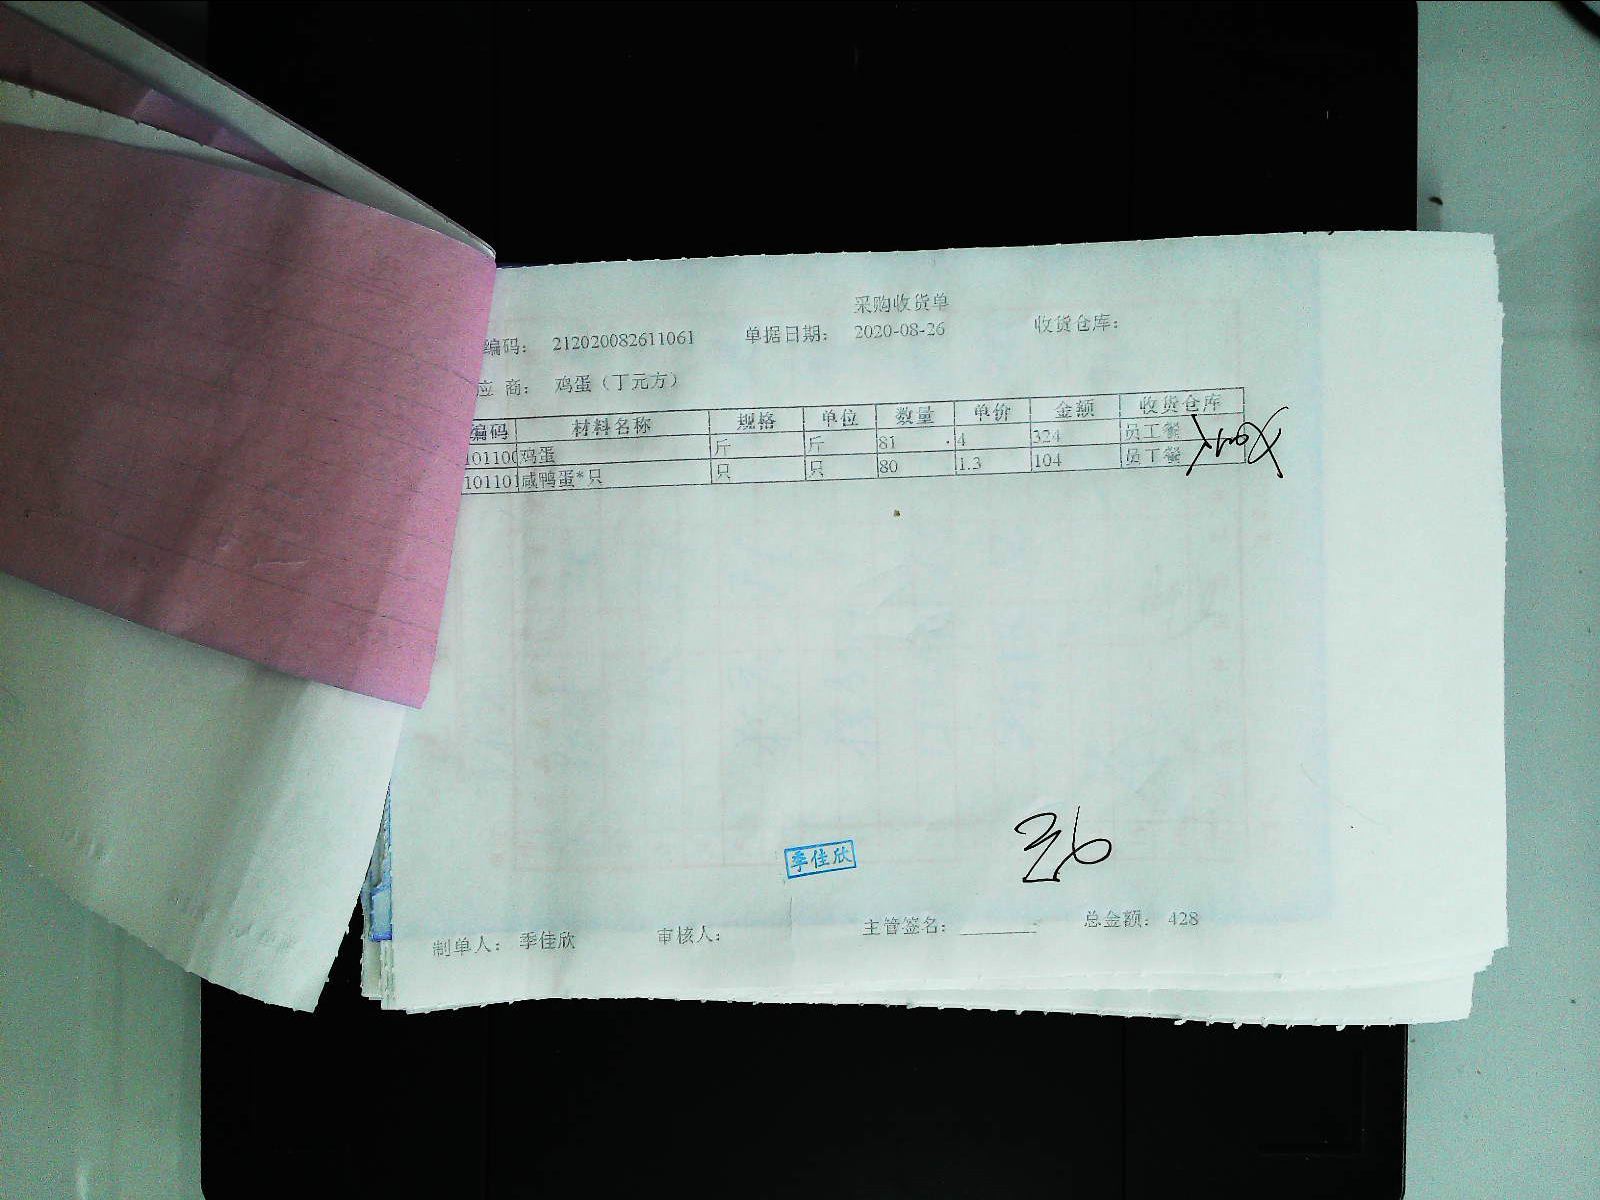 采购收货单
编码： 212020082611061 单据日期： 2020-08-26 收货仓库：
应 商： 鸡蛋（丁元方）
编码 材料名称 规格 单位 数量 单价 金额 收货仓库
101100 鸡蛋 斤 斤 81 4 324 员工餐
101101 咸鸭蛋*只 只 只 80 1.3 104 员工餐
季佳欣
36
制单人： 季佳欣 审核人： 主管签名： 总金额： 428